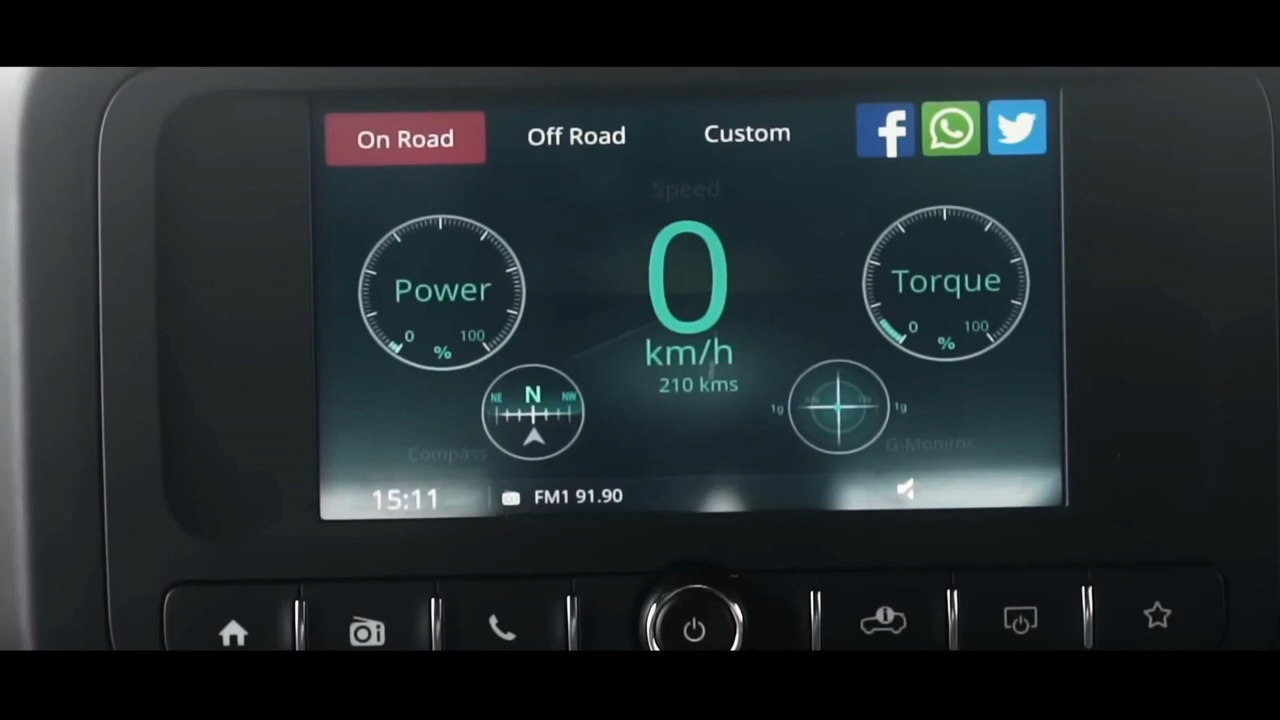 On Road
Off Road
Custom
Speed
0
km/h
210 kms
Power
0 100
%
Torque
0 100
%
NE N NW
Compass
1g 1g
G-Monitor
15:11
FM1 91.90